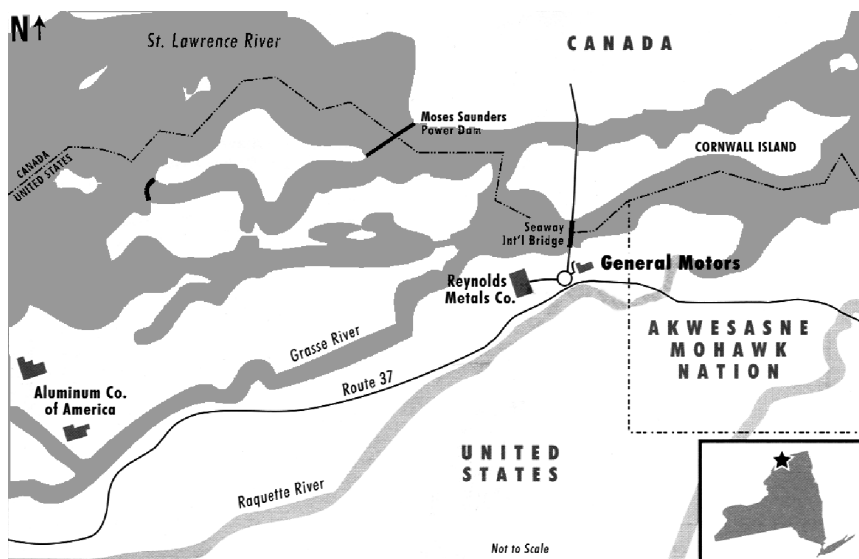 N
St. Lawrence River
CANADA
Moses Saunders
Power Dam
CORNWALL ISLAND
CANADA
UNITED STATES
Seaway
Int'l Bridge
General Motors
Reynolds
Metals Co.
AKWESASNE
MOHAWK
NATION
Grasse River
Aluminum Co.
of America
Route 37
UNITED
STATES
Raquette River
Not to Scale